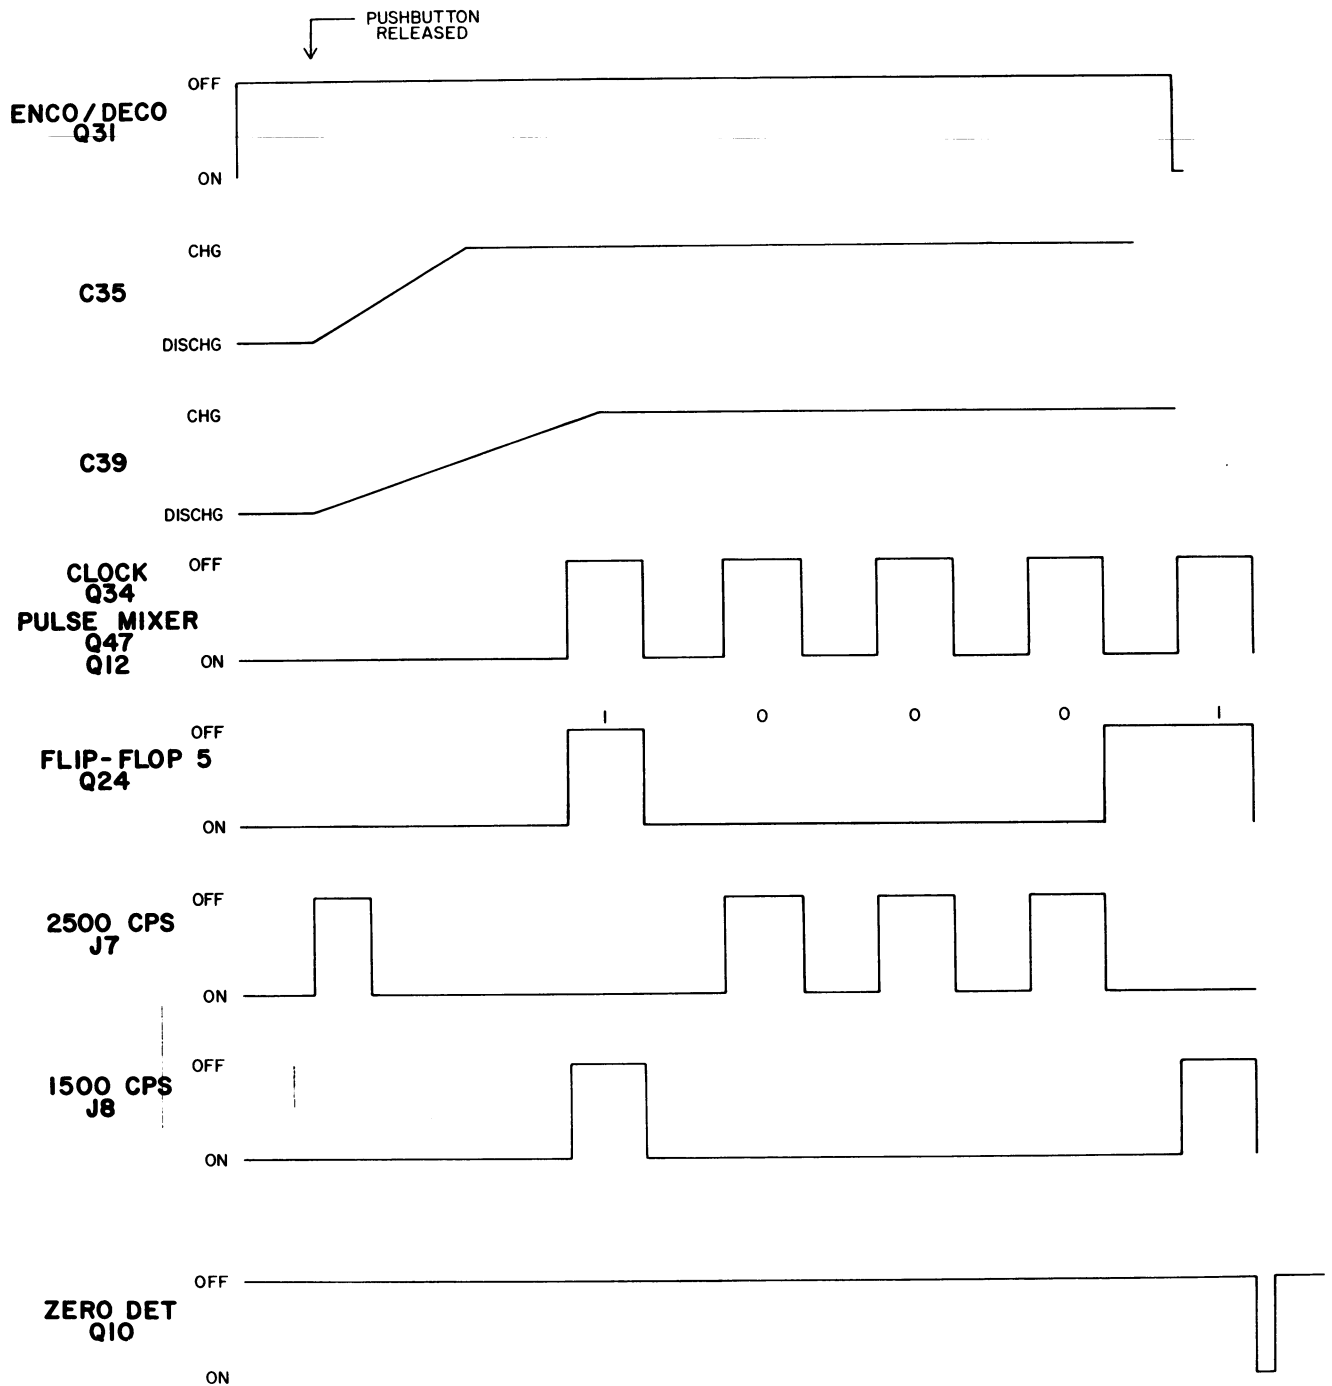 PUSHBUTTON
RELEASED
OFF
ENCO/DECO
Q31
ON
CHG
C35
DISCHG
CHG
C39
DISCHG
OFF
CLOCK
Q34
PULSE MIXER
Q47
Q12
ON
1 0 0 0 1
OFF
FLIP-FLOP 5
Q24
ON
OFF
2500 CPS
J7
ON
OFF
1500 CPS
J8
ON
OFF
ZERO DET
Q10
ON